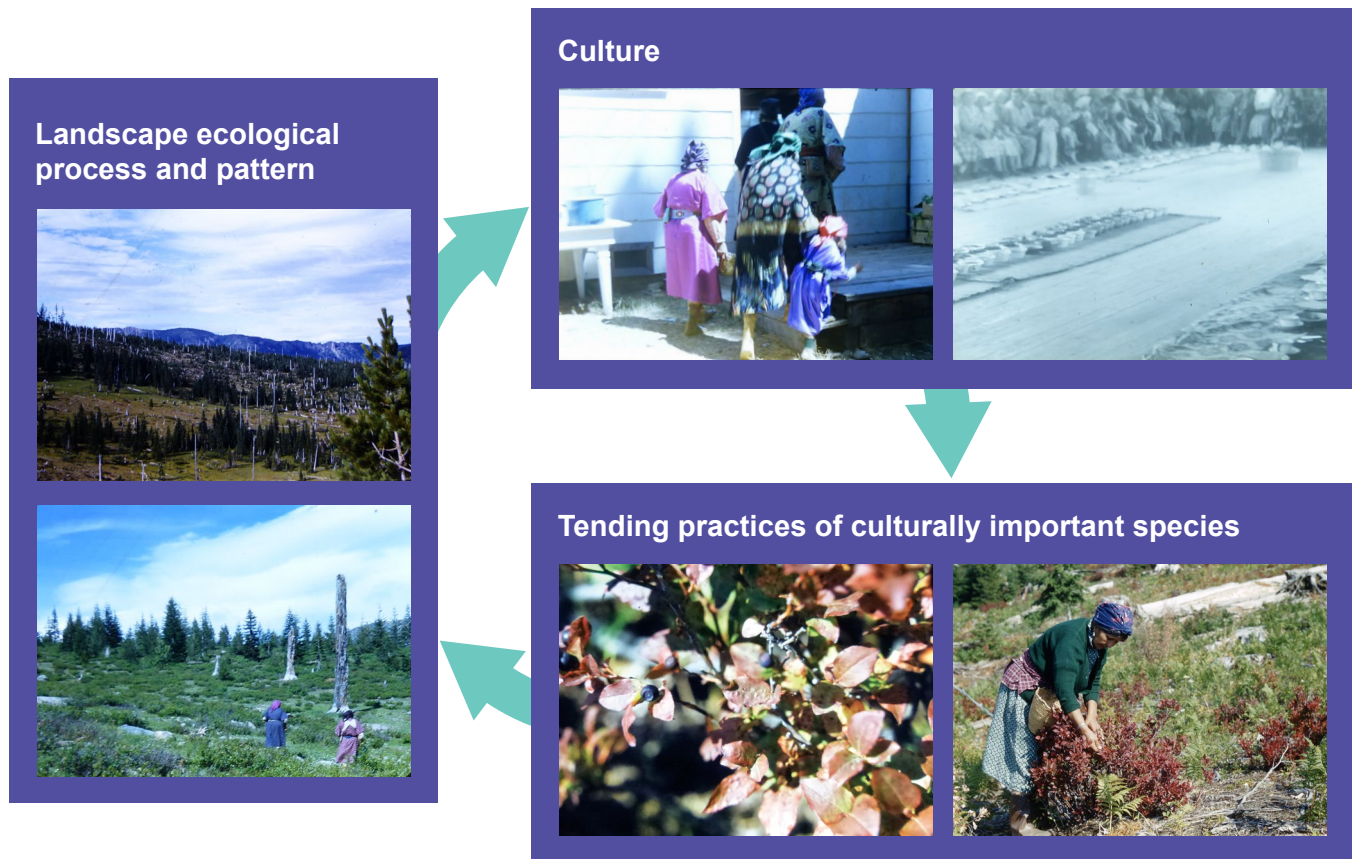 Culture
Landscape ecological
process and pattern
Tending practices of culturally important species